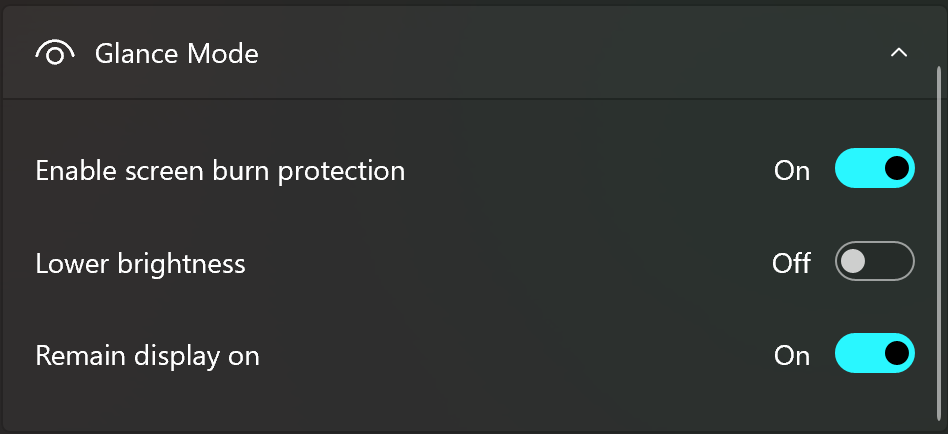 Glance Mode
Enable screen burn protection On
Lower brightness Off
Remain display on On